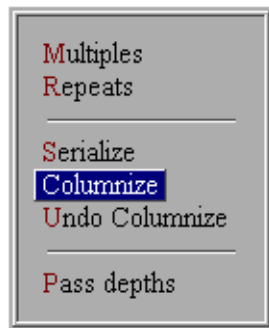 Multiples
Repeats
Serialize
Columnize
Undo Columnize
Pass depths